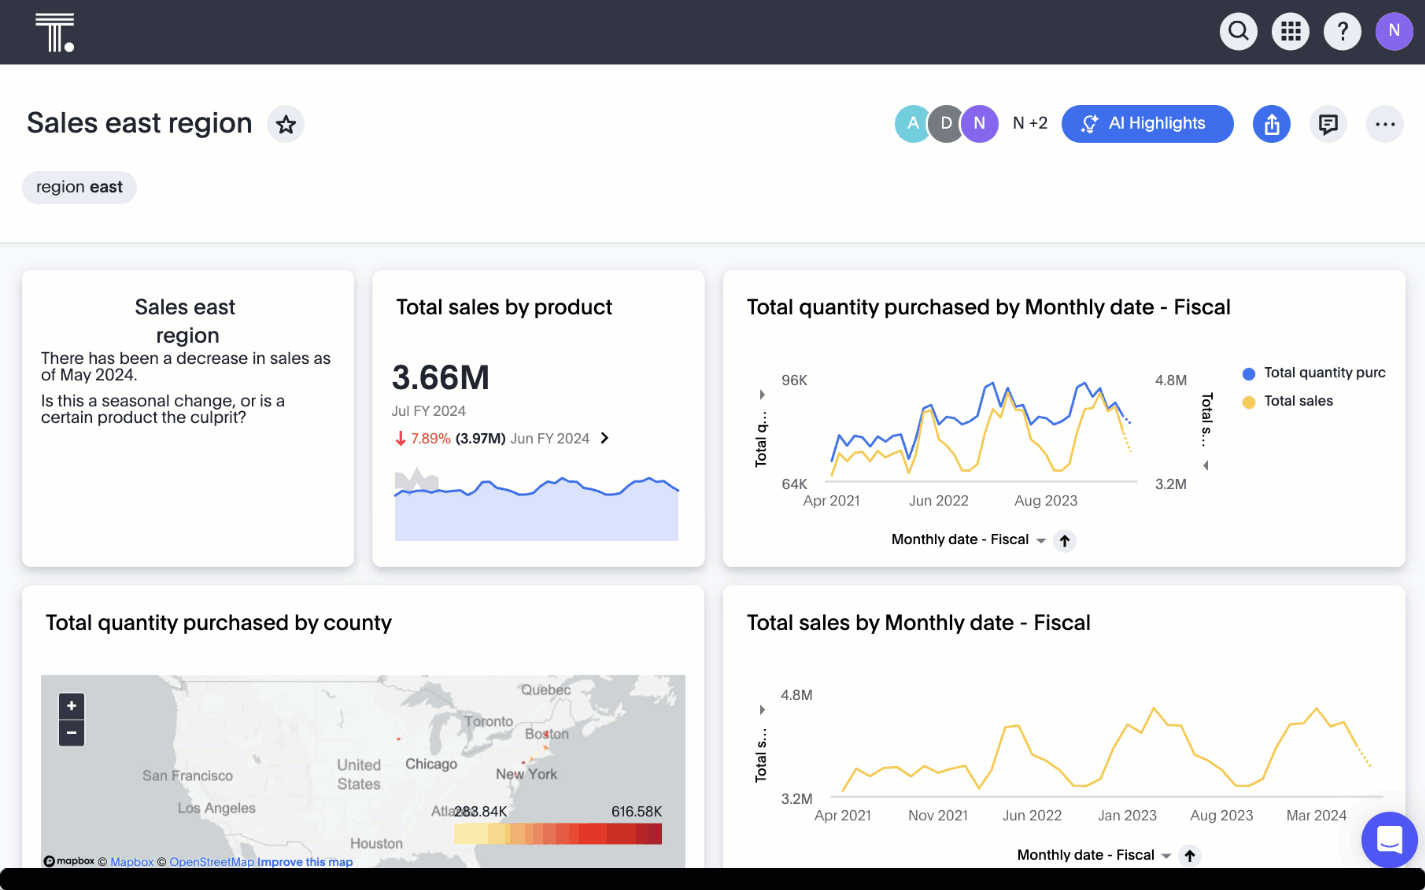 T.
?
N
Sales east region
A
D
N
N +2
AI Highlights
region east
Sales east
region
There has been a decrease in sales as
of May 2024.
Is this a seasonal change, or is a
certain product the culprit?
Total sales by product
3.66M
Jul FY 2024
7.89% (3.97M) Jun FY 2024
Total quantity purchased by Monthly date - Fiscal
96K
64K
Total q...
4.8M
3.2M
Total s...
Apr 2021
Jun 2022
Aug 2023
Monthly date - Fiscal
Total quantity purc
Total sales
Total quantity purchased by county
+
−
Quebec
Toronto
Boston
United
States
Chicago
New York
San Francisco
Los Angeles
Houston
283.84K
616.58K
mapbox © Mapbox © OpenStreetMap Improve this map
Total sales by Monthly date - Fiscal
4.8M
3.2M
Total s...
Apr 2021
Nov 2021
Jun 2022
Jan 2023
Aug 2023
Mar 2024
Monthly date - Fiscal